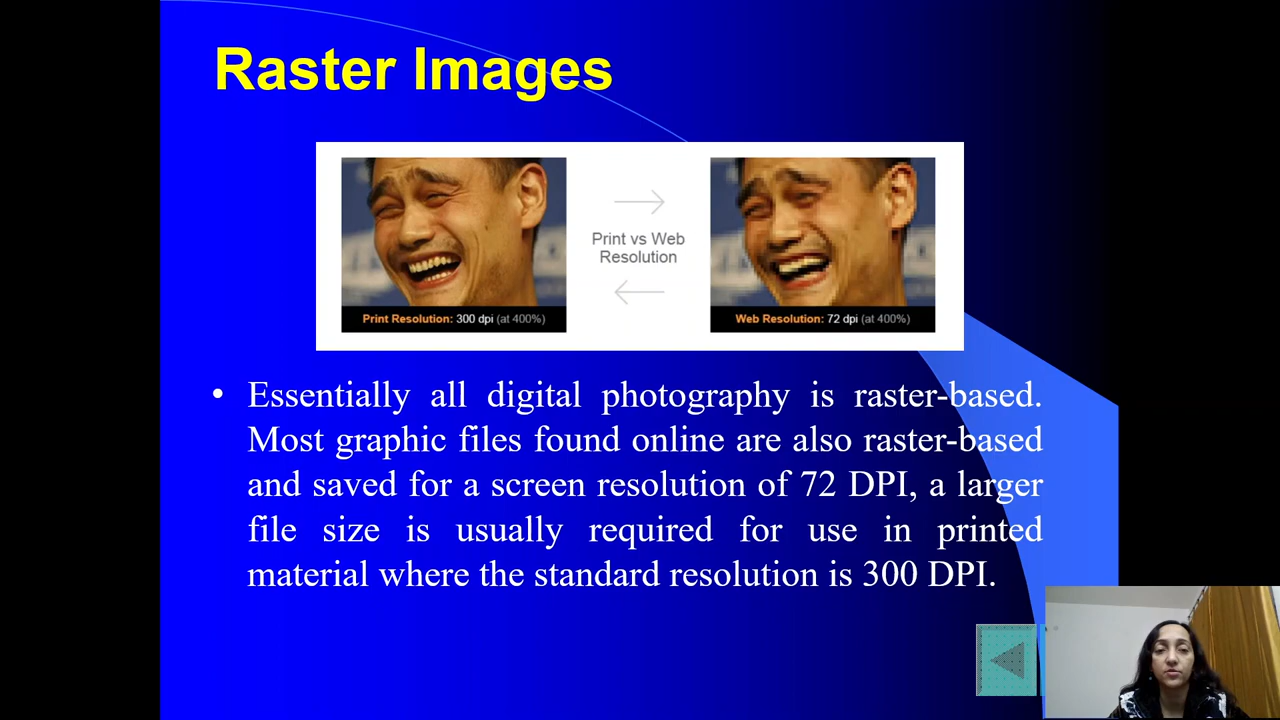 Raster Images
Print vs Web
Resolution
Print Resolution: 300 dpi (at 400%)
Web Resolution: 72 dpi (at 400%)
• Essentially all digital photography is raster-based.
Most graphic files found online are also raster-based
and saved for a screen resolution of 72 DPI, a larger
file size is usually required for use in printed
material where the standard resolution is 300 DPI.